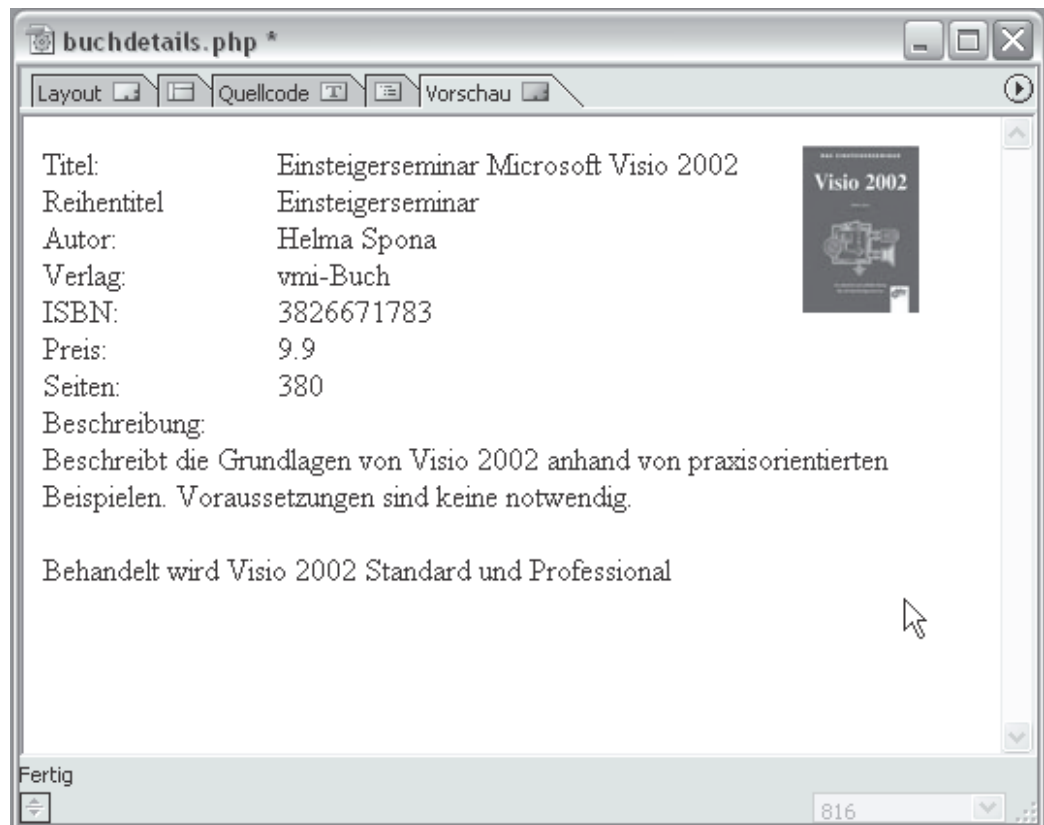 buchdetails.php *
Layout Quellcode Vorschau
Titel: Einsteigerseminar Microsoft Visio 2002
Reihentitel Einsteigerseminar
Autor: Helma Spona
Verlag: vmi-Buch
ISBN: 3826671783
Preis: 9.9
Seiten: 380
Beschreibung:
Beschreibt die Grundlagen von Visio 2002 anhand von praxisorientierten
Beispielen. Voraussetzungen sind keine notwendig.
Behandelt wird Visio 2002 Standard und Professional
Visio 2002
Fertig
816